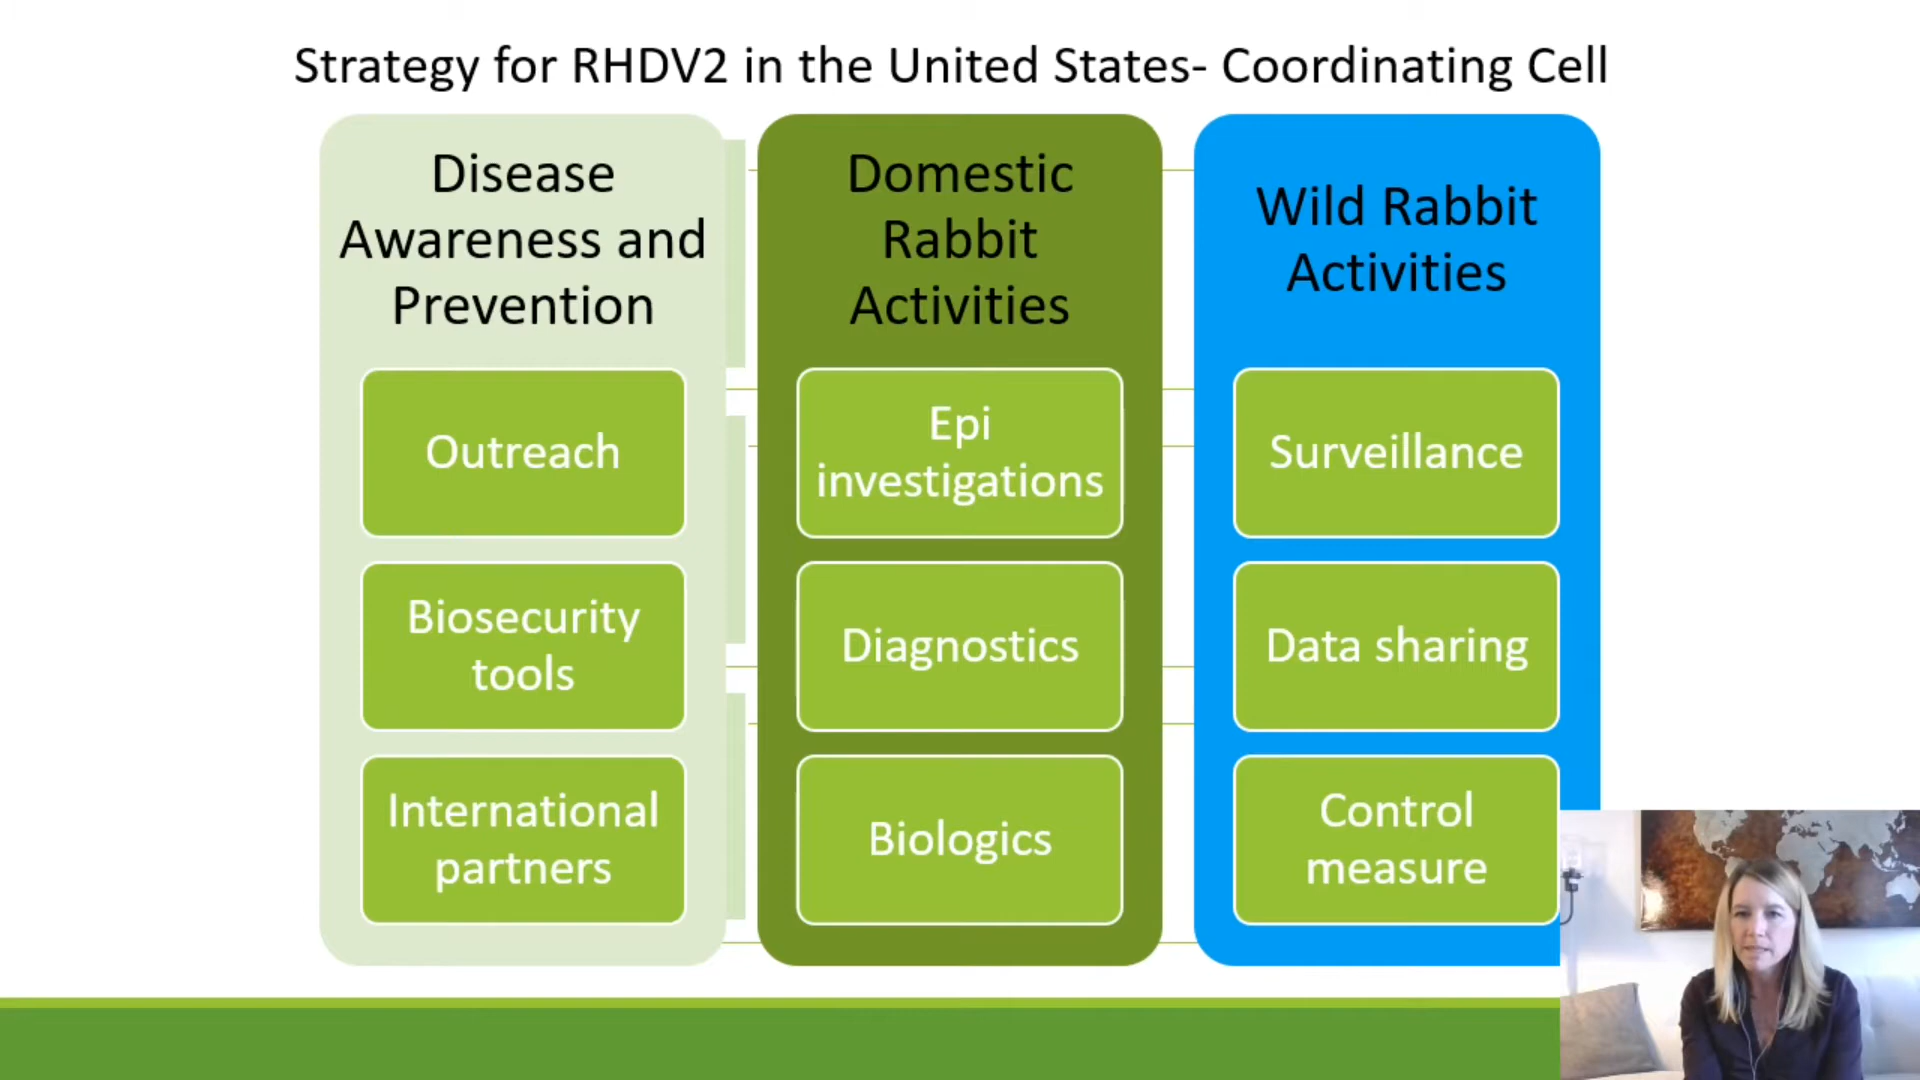 Strategy for RHDV2 in the United States- Coordinating Cell
Disease
Awareness and
Prevention
Outreach
Biosecurity
tools
International
partners
Domestic
Rabbit
Activities
Epi
investigations
Diagnostics
Biologics
Wild Rabbit
Activities
Surveillance
Data sharing
Control
measure